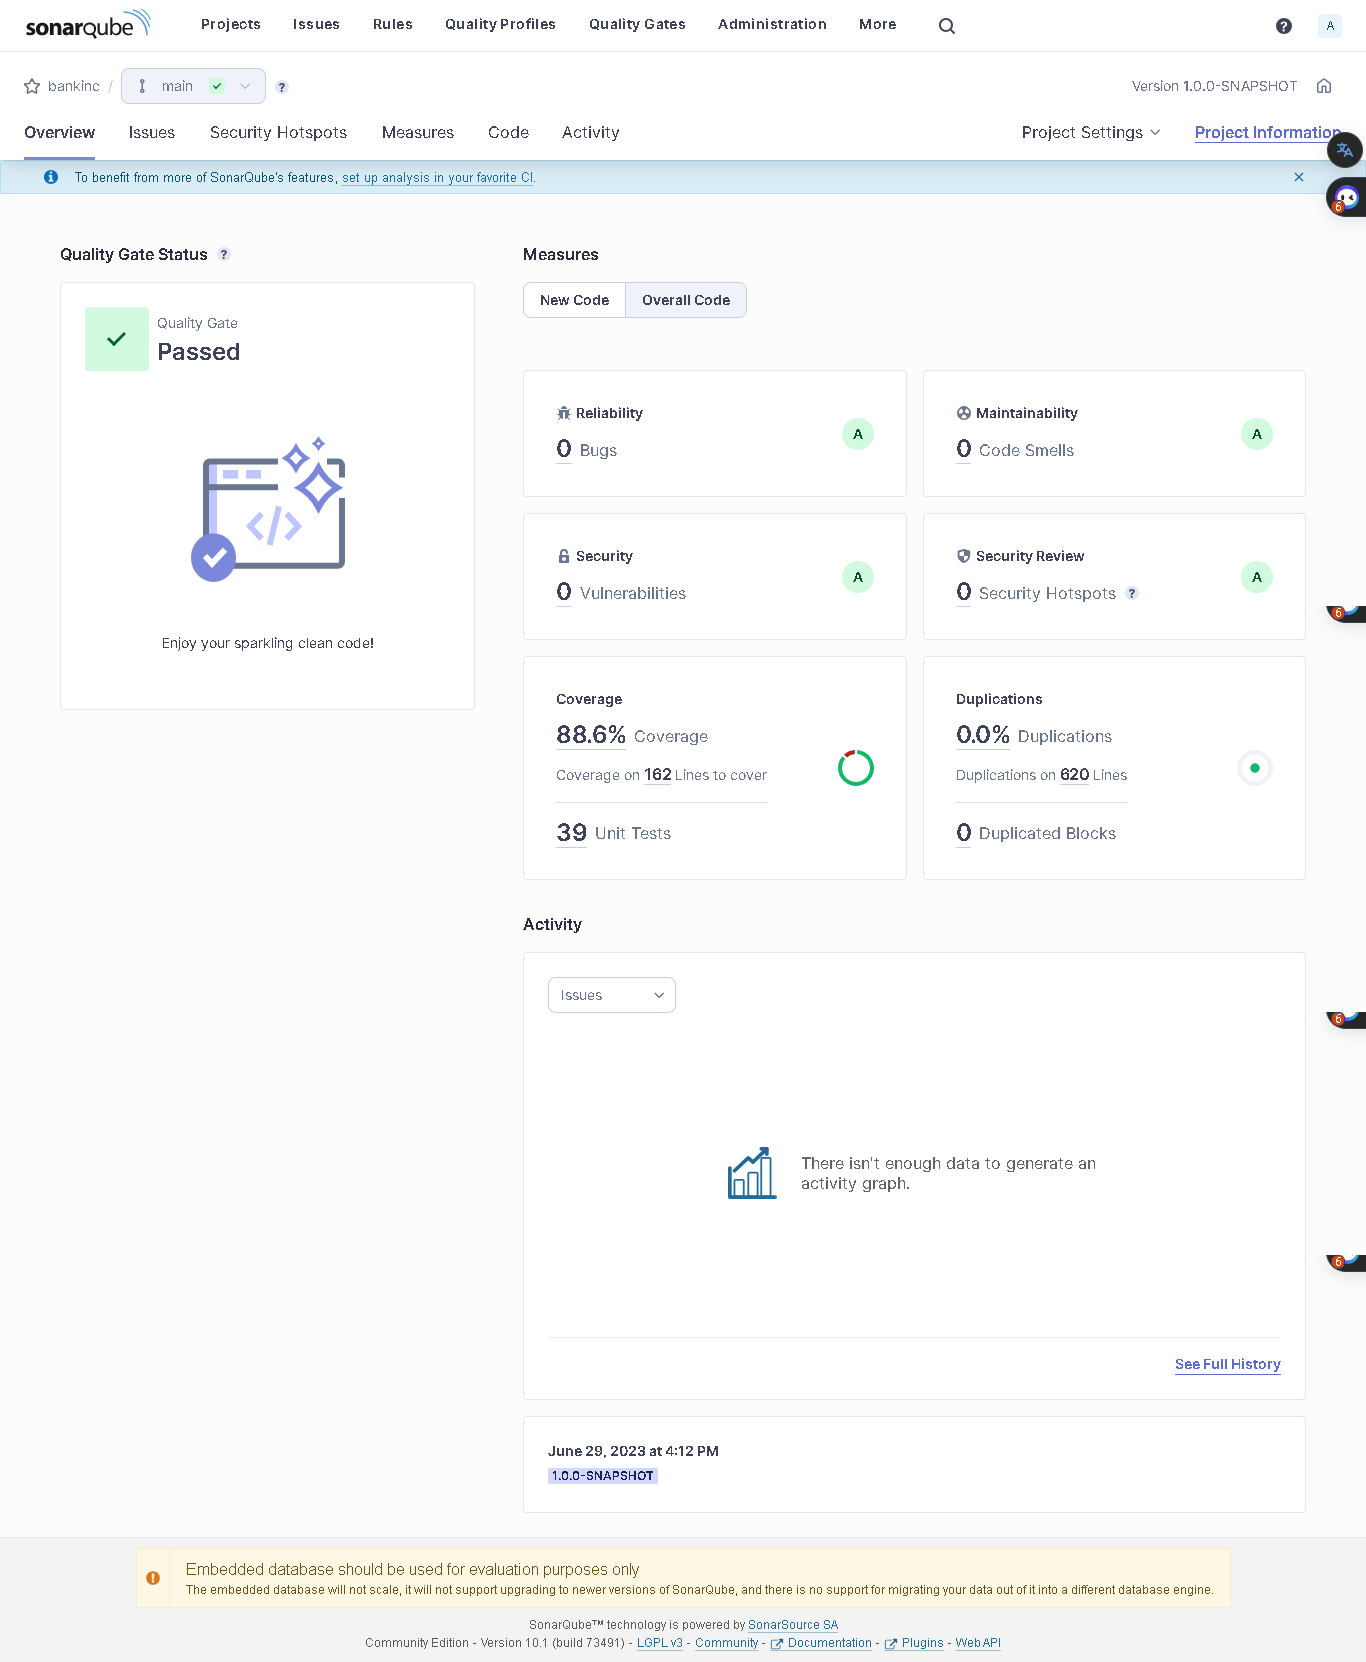 sonarqube Projects Issues Rules Quality Profiles Quality Gates Administration More ? A
bankinc / main ? Version 1.0.0-SNAPSHOT
Overview Issues Security Hotspots Measures Code Activity Project Settings Project Information
To benefit from more of SonarQube's features, set up analysis in your favorite CI.
6
Quality Gate Status ?
Quality Gate
Passed
</>
Enjoy your sparkling clean code!
Measures
New Code Overall Code
Reliability
0 Bugs
A
Maintainability
0 Code Smells
A
Security
0 Vulnerabilities
A
Security Review
0 Security Hotspots ?
A
6
Coverage
88.6% Coverage
Coverage on 162 Lines to cover
39 Unit Tests
Duplications
0.0% Duplications
Duplications on 620 Lines
0 Duplicated Blocks
Activity
Issues
6
There isn't enough data to generate an
activity graph.
6
See Full History
June 29, 2023 at 4:12 PM
1.0.0-SNAPSHOT
Embedded database should be used for evaluation purposes only
The embedded database will not scale, it will not support upgrading to newer versions of SonarQube, and there is no support for migrating your data out of it into a different database engine.
SonarQube™ technology is powered by SonarSource SA
Community Edition - Version 10.1 (build 73491) - LGPL v3 - Community - Documentation - Plugins - Web API